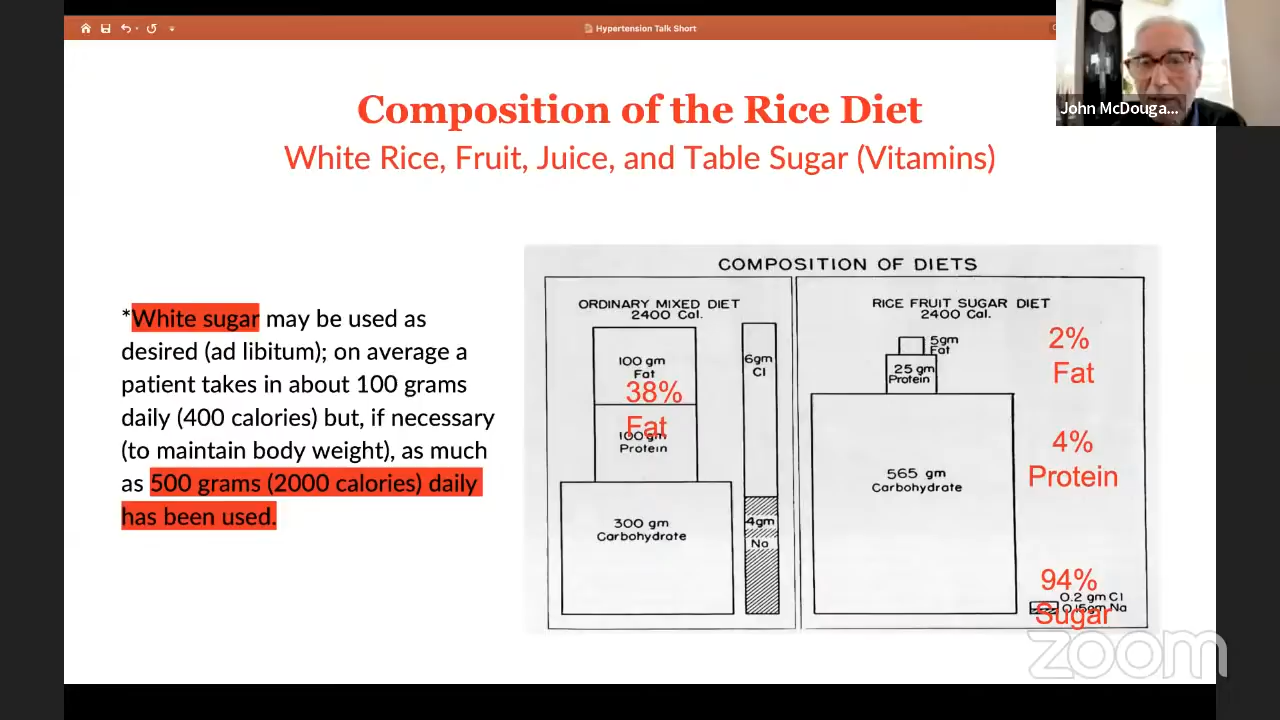 Hypertension Talk Short
John McDouga...
Composition of the Rice Diet
White Rice, Fruit, Juice, and Table Sugar (Vitamins)
*White sugar may be used as
desired (ad libitum); on average a
patient takes in about 100 grams
daily (400 calories) but, if necessary
(to maintain body weight), as much
as 500 grams (2000 calories) daily
has been used.
COMPOSITION OF DIETS
ORDINARY MIXED DIET
2400 Cal.
100 gm
Fat
38%
Fat
100 gm
Protein
300 gm
Carbohydrate
6gm
Cl
4gm
Na
RICE FRUIT SUGAR DIET
2400 Cal.
5gm
Fat
25 gm
Protein
565 gm
Carbohydrate
2%
Fat
4%
Protein
94%
Sugar
0.2 gm Cl
0.15gm Na
zoom